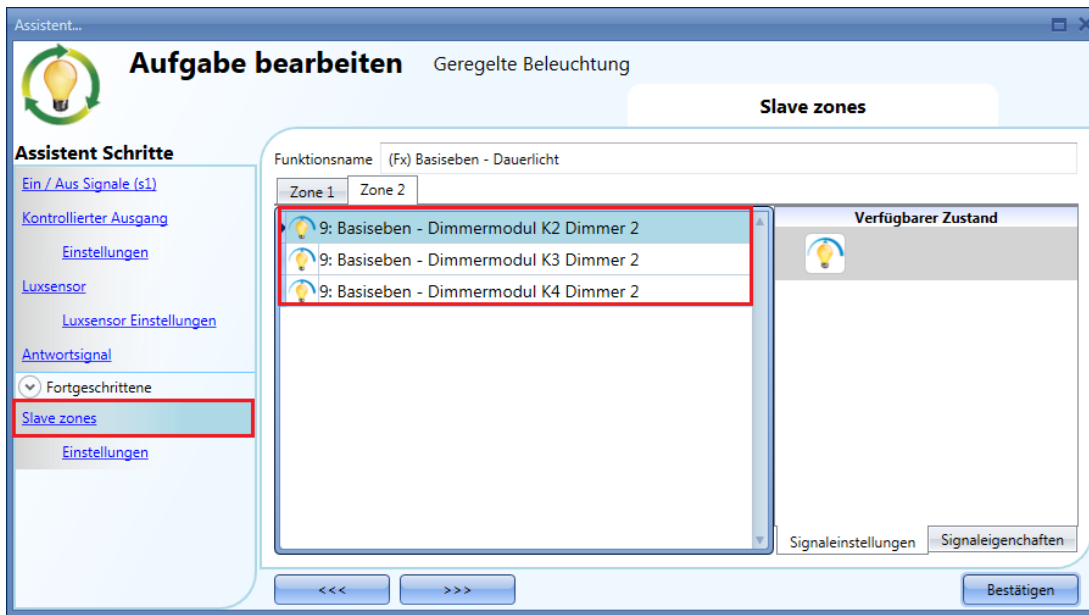 Assistent...
Aufgabe bearbeiten Geregelte Beleuchtung
Slave zones
Assistent Schritte
Ein / Aus Signale (s1)
Kontrollierter Ausgang
Einstellungen
Luxsensor
Luxsensor Einstellungen
Antwortsignal
Fortgeschrittene
Slave zones
Einstellungen
Funktionsname (Fx) Basiseben - Dauerlicht
Zone 1 Zone 2
9: Basiseben - Dimmermodul K2 Dimmer 2
9: Basiseben - Dimmermodul K3 Dimmer 2
9: Basiseben - Dimmermodul K4 Dimmer 2
Verfügbarer Zustand
Signaleinstellungen Signaleigenchaften
<<< >>> Bestätigen